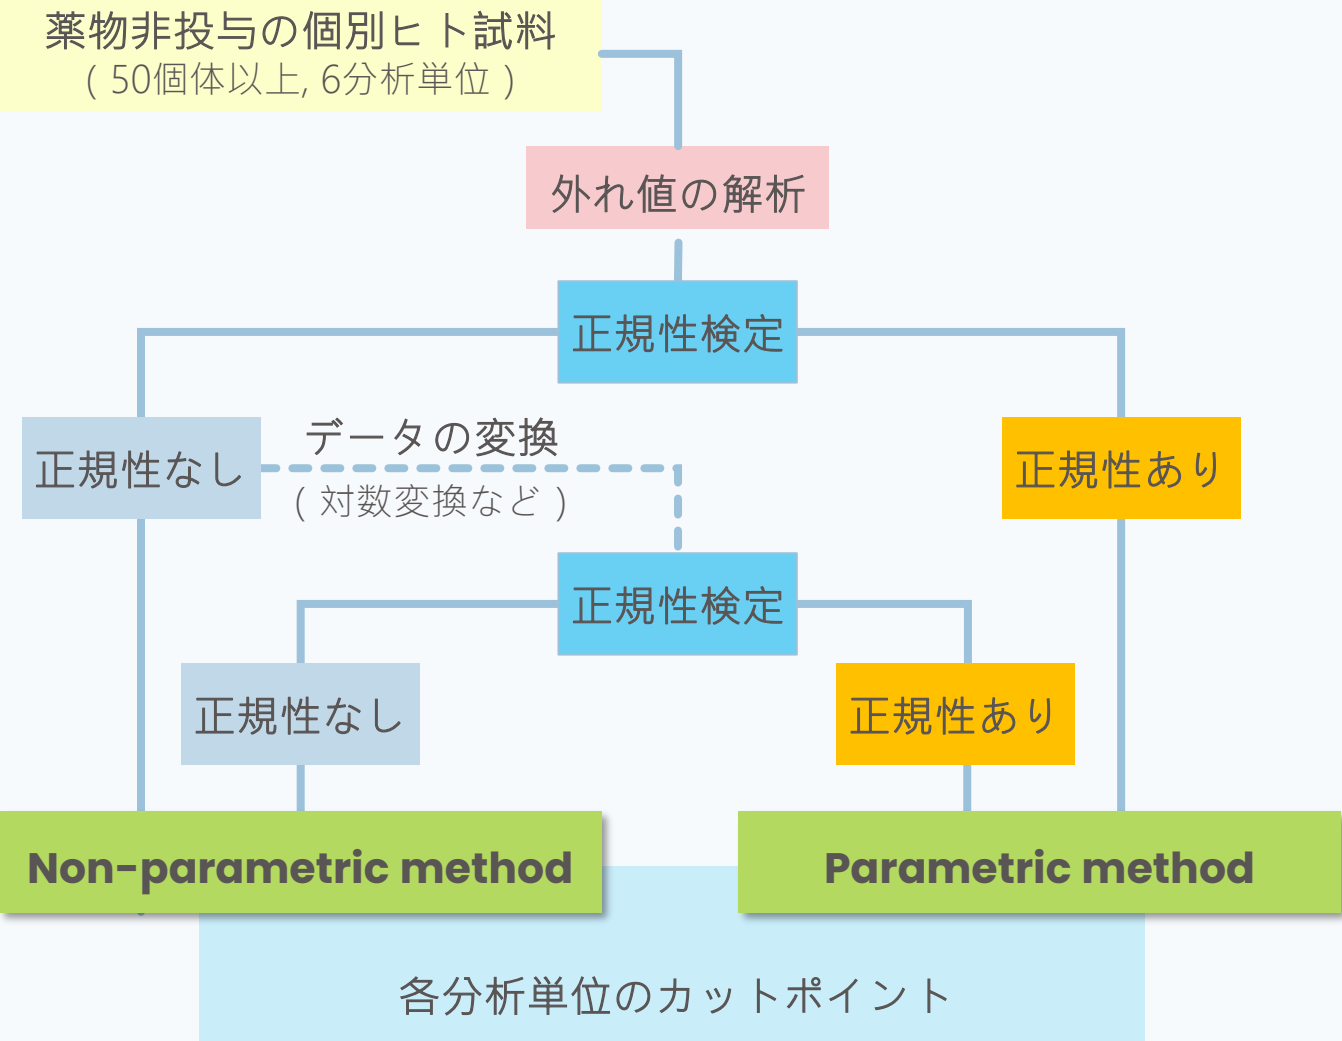 薬物非投与の個別ヒト試料
( 50個体以上, 6分析単位 )
外れ値の解析
正規性検定
正規性なし
データの変換
( 対数変換など )
正規性あり
正規性検定
正規性なし
正規性あり
Non-parametric method
Parametric method
各分析単位のカットポイント